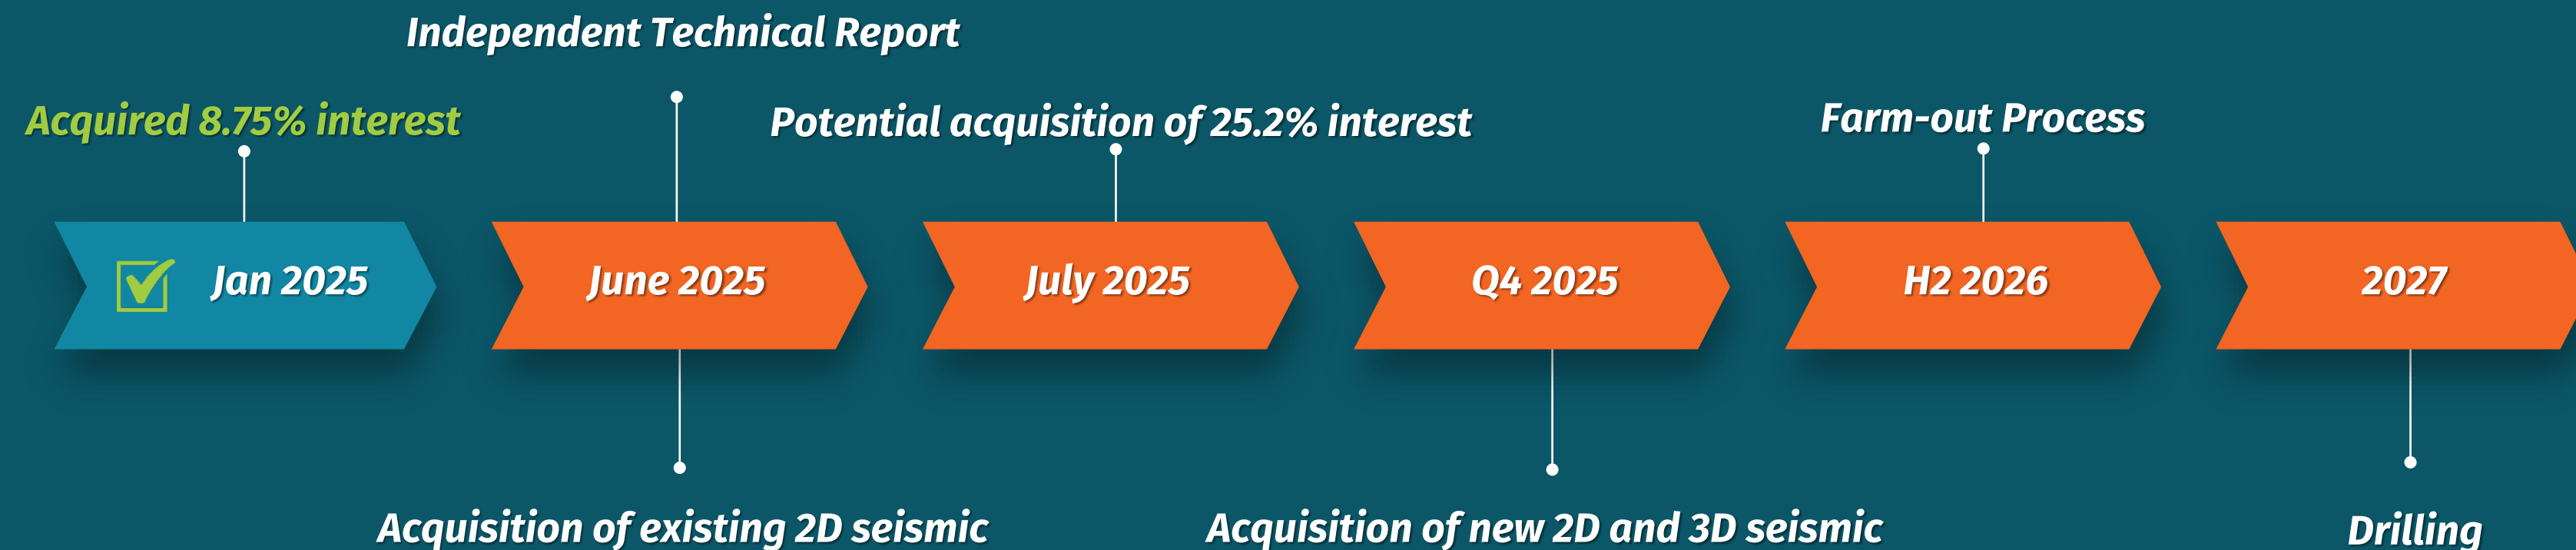 Independent Technical Report
Acquired 8.75% interest
Potential acquisition of 25.2% interest
Farm-out Process
Jan 2025
June 2025
July 2025
Q4 2025
H2 2026
2027
Acquisition of existing 2D seismic
Acquisition of new 2D and 3D seismic
Drilling